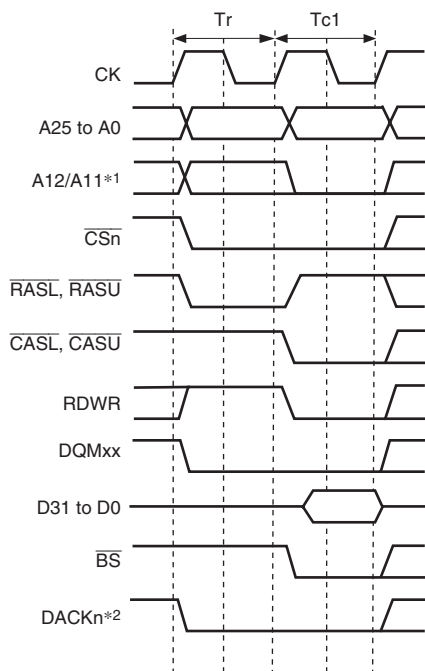 Tr Tc1
CK
A25 to A0
A12/A11*1
CSn
RASL, RASU
CASL, CASU
RDWR
DQMxx
D31 to D0
BS
DACKn*2